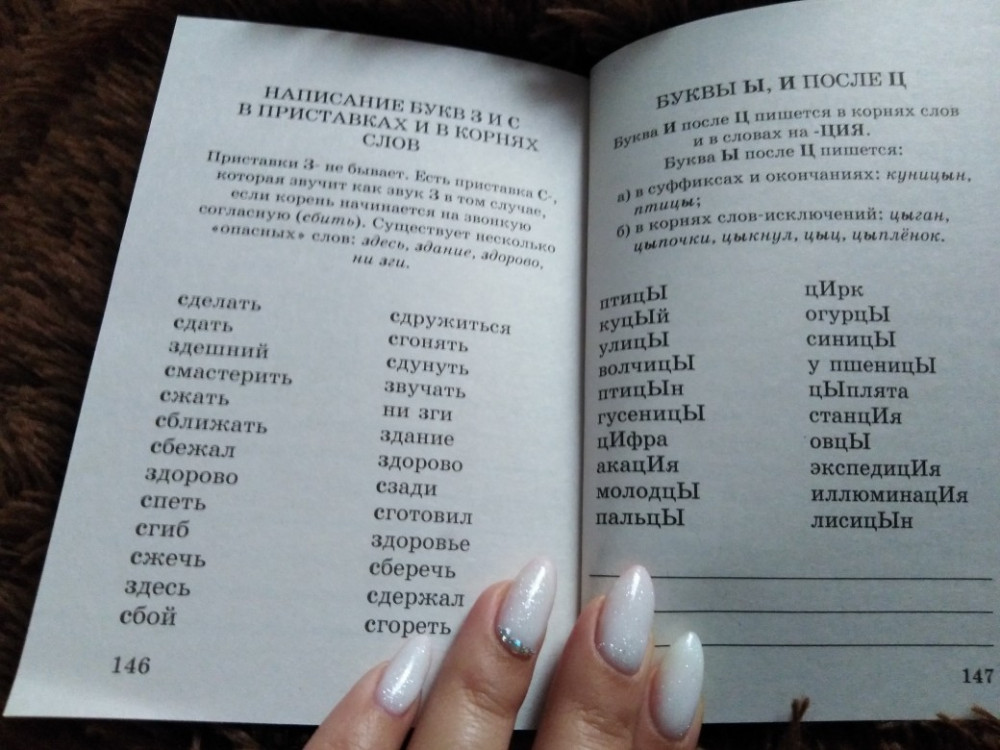 НАПИСАНИЕ БУКВ З И С
В ПРИСТАВКАХ И В КОРНЯХ
СЛОВ
Приставки З- не бывает. Есть приставка С-,
которая звучит как звук З в том случае,
если корень начинается на звонкую
согласную (сбить). Существует несколько
«опасных» слов: здесь, здание, здорово,
ни зги.
сделать
сдать
здешний
смастерить
сжать
сближать
сбежал
здорово
спеть
сгиб
сжечь
здесь
сбой
сдружиться
сгонять
сдунуть
звучать
ни зги
здание
здорово
сзади
сготовил
здоровье
сберечь
сдержал
сгореть
146
БУКВЫ Ы, И ПОСЛЕ Ц
Буква И после Ц пишется в корнях слов
и в словах на -ЦИЯ.
Буква Ы после Ц пишется:
а) в суффиксах и окончаниях: куницын,
птицы;
б) в корнях слов-исключений: цыган,
цыпочки, цыкнул, цыц, цыплёнок.
птицЫ
куцЫй
улицЫ
волчицЫ
птицЫн
гусеницЫ
цИфра
акацИя
молодцЫ
пальцЫ
цИрк
огурцЫ
синицЫ
у пшеницЫ
цЫплята
станцИя
овцЫ
экспедицИя
иллюминацИя
лисицЫн
147